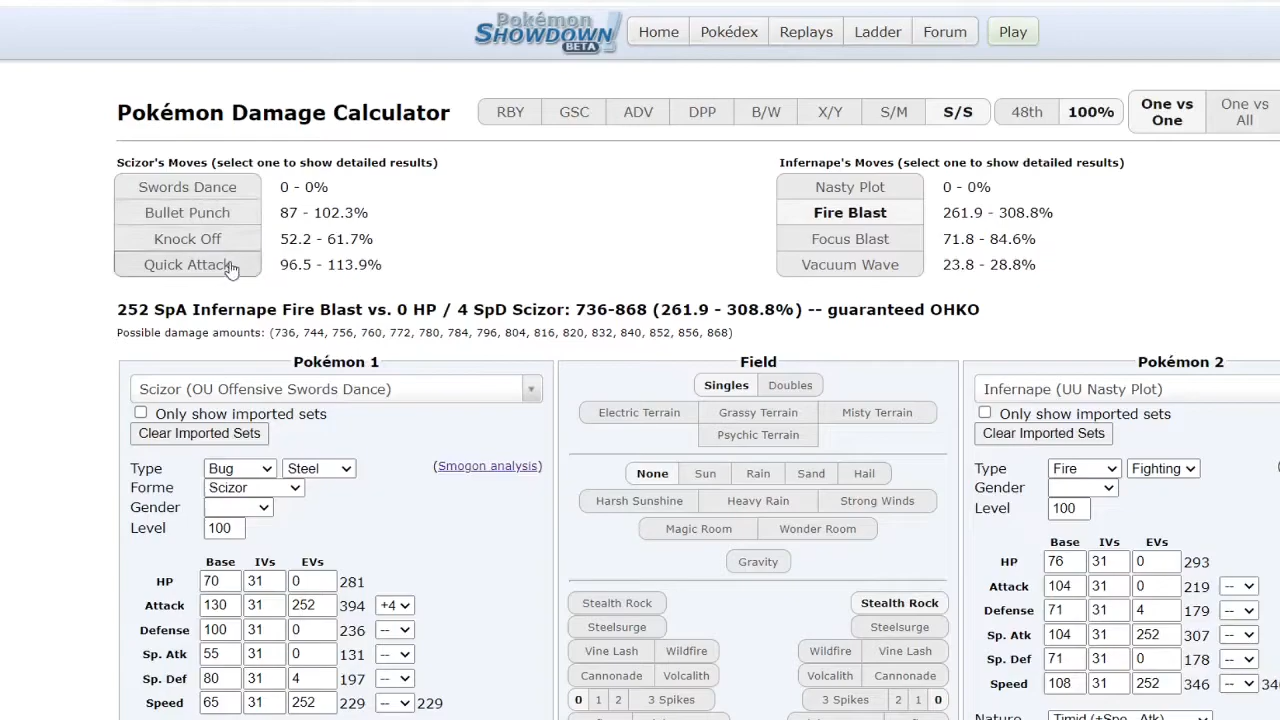 Pokémon SHOWDOWN! BETA Home Pokédex Replays Ladder Forum Play
Pokémon Damage Calculator RBY GSC ADV DPP B/W X/Y S/M S/S 48th 100% One vs One One vs All
Scizor's Moves (select one to show detailed results) Infernape's Moves (select one to show detailed results)
Swords Dance 0 - 0% Nasty Plot 0 - 0%
Bullet Punch 87 - 102.3% Fire Blast 261.9 - 308.8%
Knock Off 52.2 - 61.7% Focus Blast 71.8 - 84.6%
Quick Attack 96.5 - 113.9% Vacuum Wave 23.8 - 28.8%
252 SpA Infernape Fire Blast vs. 0 HP / 4 SpD Scizor: 736-868 (261.9 - 308.8%) -- guaranteed OHKO
Possible damage amounts: (736, 744, 756, 760, 772, 780, 784, 796, 804, 816, 820, 832, 840, 852, 856, 868)
Pokémon 1 Field Pokémon 2
Scizor (OU Offensive Swords Dance) Singles Doubles Infernape (UU Nasty Plot)
Only show imported sets Electric Terrain Grassy Terrain Misty Terrain Only show imported sets
Clear Imported Sets Psychic Terrain Clear Imported Sets
Type Bug Steel (Smogon analysis) None Sun Rain Sand Hail Type Fire Fighting
Forme Scizor Harsh Sunshine Heavy Rain Strong Winds Gender
Gender Level 100
Level 100 Magic Room Wonder Room
Base IVs EVs Gravity Base IVs EVs
HP 70 31 0 281 HP 76 31 0 293
Attack 130 31 252 394 +4 Stealth Rock Stealth Rock Attack 104 31 0 219 --
Defense 100 31 0 236 -- Steelsurge Steelsurge Defense 71 31 4 179 --
Sp. Atk 55 31 0 131 -- Vine Lash Wildfire Wildfire Vine Lash Sp. Atk 104 31 252 307 --
Sp. Def 80 31 4 197 -- Cannonade Volcalith Volcalith Cannonade Sp. Def 71 31 0 178 --
Speed 65 31 252 229 -- 229 0 1 2 3 Spikes 3 Spikes 2 1 0 Speed 108 31 252 346 --